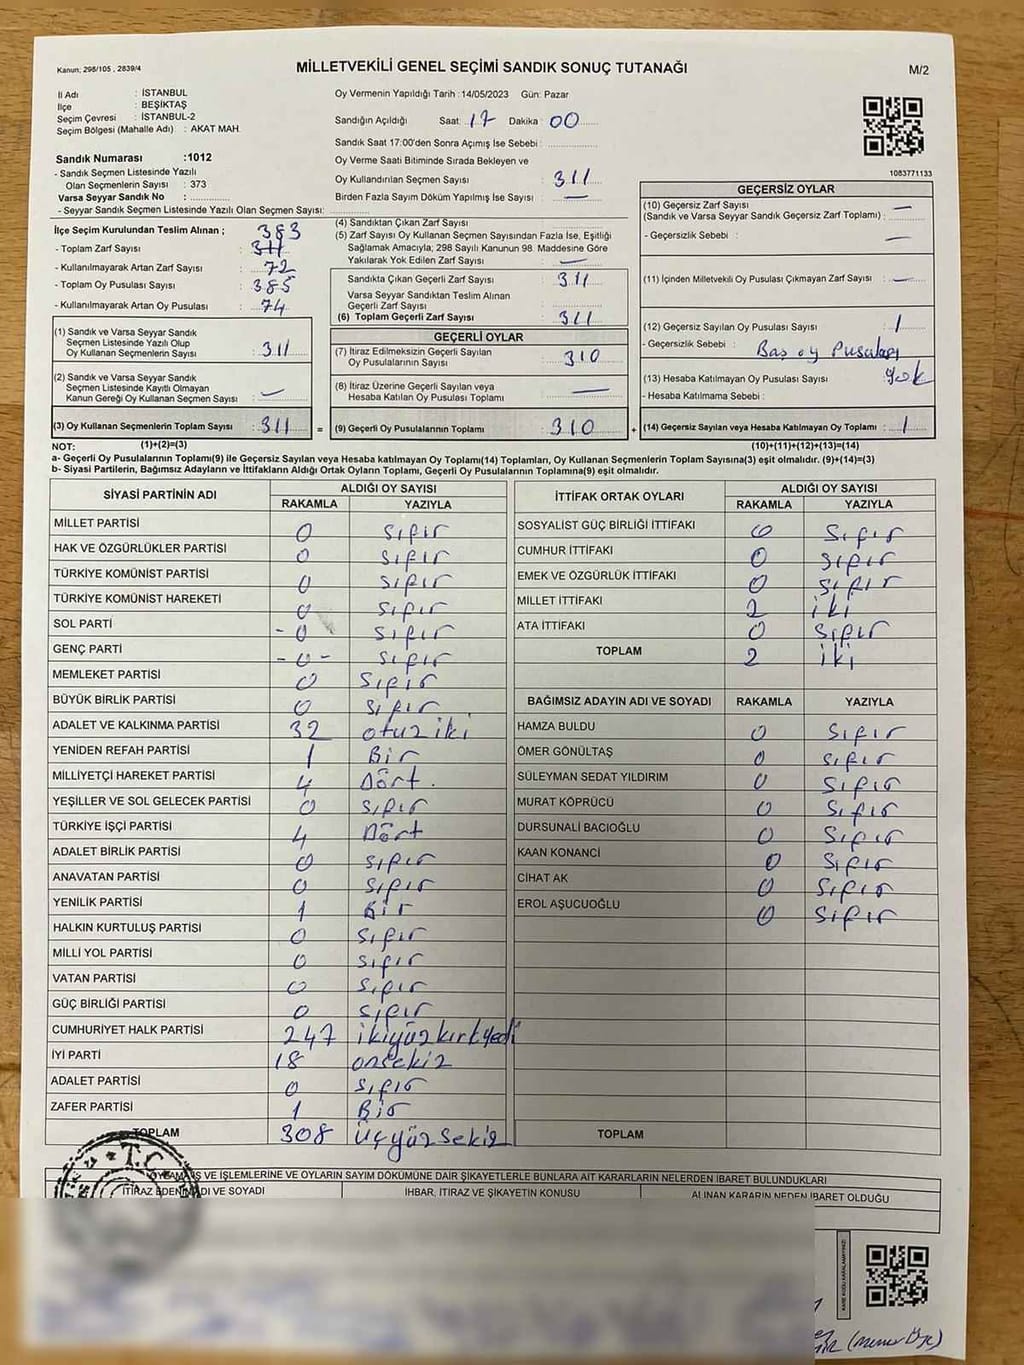 Kanun; 298/105 , 2839/4
MİLLETVEKİLİ GENEL SEÇİMİ SANDIK SONUÇ TUTANAĞI
M/2
İl Adı : İSTANBUL
İlçe : BEŞİKTAŞ
Seçim Çevresi : İSTANBUL-2
Seçim Bölgesi (Mahalle Adı) : AKAT MAH.
Sandık Numarası :1012
- Sandık Seçmen Listesinde Yazılı
Olan Seçmenlerin Sayısı : 373
Varsa Seyyar Sandık No :
- Seyyar Sandık Seçmen Listesinde Yazılı Olan Seçmen Sayısı:
Oy Vermenin Yapıldığı Tarih : 14/05/2023 Gün: Pazar
Sandığın Açıldığı Saat: 17 Dakika : 00
Sandık Saat 17:00'den Sonra Açımış İse Sebebi :
Oy Verme Saati Bitiminde Sırada Bekleyen ve
Oy Kullandırılan Seçmen Sayısı : 311
Birden Fazla Sayım Döküm Yapılmış İse Sayısı : —
1083771133
İlçe Seçim Kurulundan Teslim Alınan ; 383
- Toplam Zarf Sayısı : 311
- Kullanılmayarak Artan Zarf Sayısı : 72
- Toplam Oy Pusulası Sayısı : 385
- Kullanılmayarak Artan Oy Pusulası : 74
(1) Sandık ve Varsa Seyyar Sandık
Seçmen Listesinde Yazılı Olup
Oy Kullanan Seçmenlerin Sayısı : 311
(2) Sandık ve Varsa Seyyar Sandık
Seçmen Listesinde Kayıtlı Olmayan
Kanun Gereği Oy Kullanan Seçmen Sayısı : —
(3) Oy Kullanan Seçmenlerin Toplam Sayısı : 311 =
(4) Sandıktan Çıkan Zarf Sayısı :
(5) Zarf Sayısı Oy Kullanan Seçmen Sayısından Fazla İse, Eşitliği
Sağlamak Amacıyla; 298 Sayılı Kanunun 98. Maddesine Göre
Yakılarak Yok Edilen Zarf Sayısı : —
Sandıkta Çıkan Geçerli Zarf Sayısı : 311
Varsa Seyyar Sandıktan Teslim Alınan
Geçerli Zarf Sayısı
(6) Toplam Geçerli Zarf Sayısı : 311
GEÇERLİ OYLAR
(7) İtiraz Edilmeksizin Geçerli Sayılan
Oy Pusulalarının Sayısı : 310
(8) İtiraz Üzerine Geçerli Sayılan veya
Hesaba Katılan Oy Pusulası Toplamı : —
(9) Geçerli Oy Pusulalarının Toplamı : 310 +
GEÇERSİZ OYLAR
(10) Geçersiz Zarf Sayısı
(Sandık ve Varsa Seyyar Sandık Geçersiz Zarf Toplamı) : —
- Geçersizlik Sebebi : —
(11) İçinden Milletvekili Oy Pusulası Çıkmayan Zarf Sayısı : —
(12) Geçersiz Sayılan Oy Pusulası Sayısı : 1
- Geçersizlik Sebebi : Boş oy Pusulası
(13) Hesaba Katılmayan Oy Pusulası Sayısı : yok
- Hesaba Katılmama Sebebi :
(14) Geçersiz Sayılan veya Hesaba Katılmayan Oy Toplamı : 1
NOT: (1)+(2)=(3) (10)+(11)+(12)+(13)=(14)
a- Geçerli Oy Pusulalarının Toplamı(9) ile Geçersiz Sayılan veya Hesaba Katılmayan Oy Toplamı(14) Toplamları, Oy Kullanan Seçmenlerin Toplam Sayısına(3) eşit olmalıdır. (9)+(14)=(3)
b- Siyasi Partilerin, Bağımsız Adayların ve İttifakların Aldığı Ortak Oyların Toplamı, Geçerli Oy Pusulalarının Toplamına(9) eşit olmalıdır.
SİYASİ PARTİNİN ADI ALDIĞI OY SAYISI
RAKAMLA YAZIYLA
MİLLET PARTİSİ 0 Sıfır
HAK VE ÖZGÜRLÜKLER PARTİSİ 0 Sıfır
TÜRKİYE KOMÜNİST PARTİSİ 0 Sıfır
TÜRKİYE KOMÜNİST HAREKETİ 0 Sıfır
SOL PARTİ -0 Sıfır
GENÇ PARTİ -0- Sıfır
MEMLEKET PARTİSİ 0 Sıfır
BÜYÜK BİRLİK PARTİSİ 0 Sıfır
ADALET VE KALKINMA PARTİSİ 32 otuz iki
YENİDEN REFAH PARTİSİ 1 Bir
MİLLİYETÇİ HAREKET PARTİSİ 4 Dört.
YEŞİLLER VE SOL GELECEK PARTİSİ 0 Sıfır
TÜRKİYE İŞÇİ PARTİSİ 4 Dört
ADALET BİRLİK PARTİSİ 0 Sıfır
ANAVATAN PARTİSİ 0 Sıfır
YENİLİK PARTİSİ 1 Bir
HALKIN KURTULUŞ PARTİSİ 0 Sıfır
MİLLİ YOL PARTİSİ 0 Sıfır
VATAN PARTİSİ 0 Sıfır
GÜÇ BİRLİĞİ PARTİSİ 0 Sıfır
CUMHURİYET HALK PARTİSİ 247 ikiyüzkırkyedi
İYİ PARTİ 18 onsekiz
ADALET PARTİSİ 0 Sıfır
ZAFER PARTİSİ 1 Bir
TOPLAM 308 üçyüzsekiz
İTTİFAK ORTAK OYLARI ALDIĞI OY SAYISI
RAKAMLA YAZIYLA
SOSYALİST GÜÇ BİRLİĞİ İTTİFAKI 0 Sıfır
CUMHUR İTTİFAKI 0 Sıfır
EMEK VE ÖZGÜRLÜK İTTİFAKI 0 Sıfır
MİLLET İTTİFAKI 2 iki
ATA İTTİFAKI 0 Sıfır
TOPLAM 2 iki
BAĞIMSIZ ADAYIN ADI VE SOYADI RAKAMLA YAZIYLA
HAMZA BULDU 0 Sıfır
ÖMER GÖNÜLTAŞ 0 Sıfır
SÜLEYMAN SEDAT YILDIRIM 0 Sıfır
MURAT KÖPRÜCÜ 0 Sıfır
DURSUNALİ BACIOĞLU 0 Sıfır
KAAN KONANCİ 0 Sıfır
CİHAT AK 0 Sıfır
EROL AŞUCUOĞLU 0 Sıfır
TOPLAM
VE İŞLEMLERİNE VE OYLARIN SAYIM DÖKÜMÜNE DAİR ŞİKAYETLERLE BUNLARA AİT KARARLARIN NELERDEN İBARET BULUNDUKLARI
İTİRAZ EDENİN ADI VE SOYADI İHBAR, İTİRAZ VE ŞİKAYETİN KONUSU ALINAN KARARIN NEDEN İBARET OLDUĞU
T.C.
KARE KODU KARALAMAYINIZ!